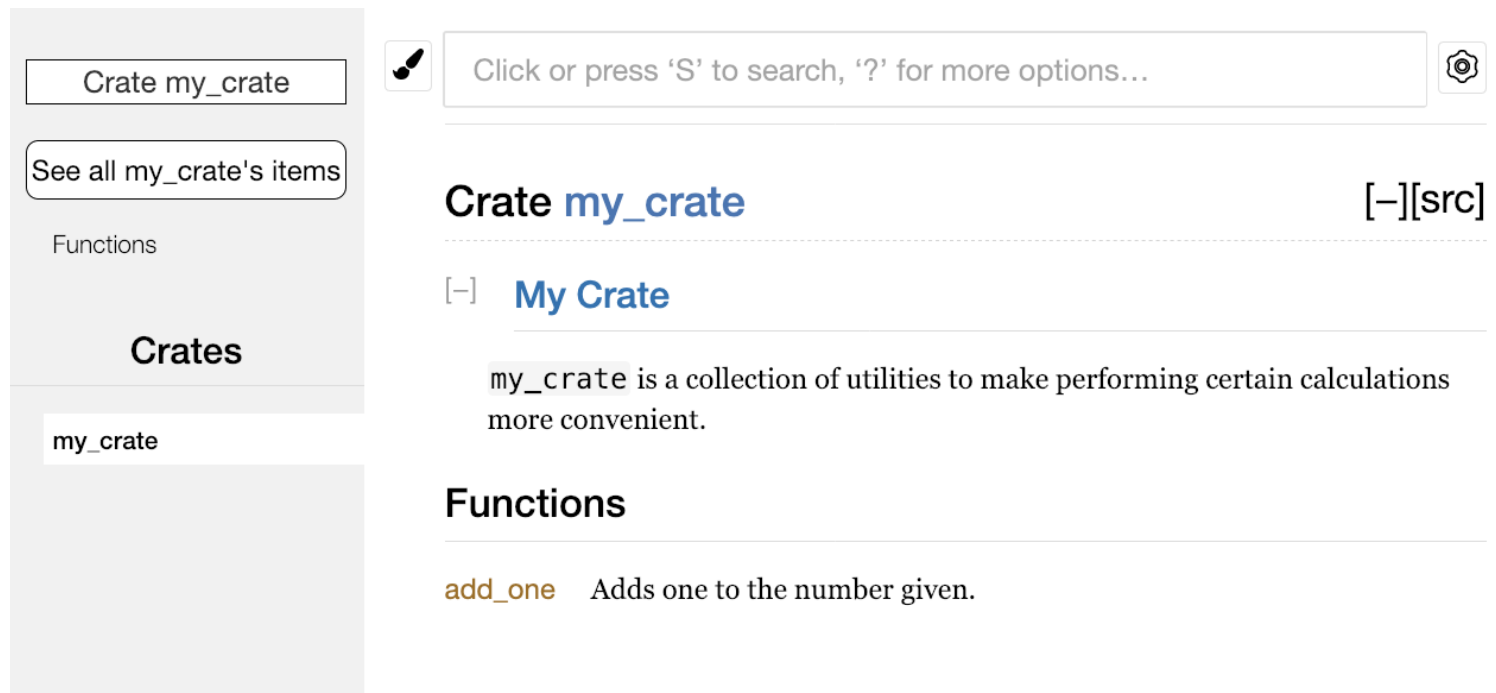 Crate my_crate
See all my_crate's items
Functions
Crates
my_crate
Click or press ‘S’ to search, ‘?’ for more options…
Crate my_crate [−][src]
[−] My Crate
my_crate is a collection of utilities to make performing certain calculations
more convenient.
Functions
add_one Adds one to the number given.